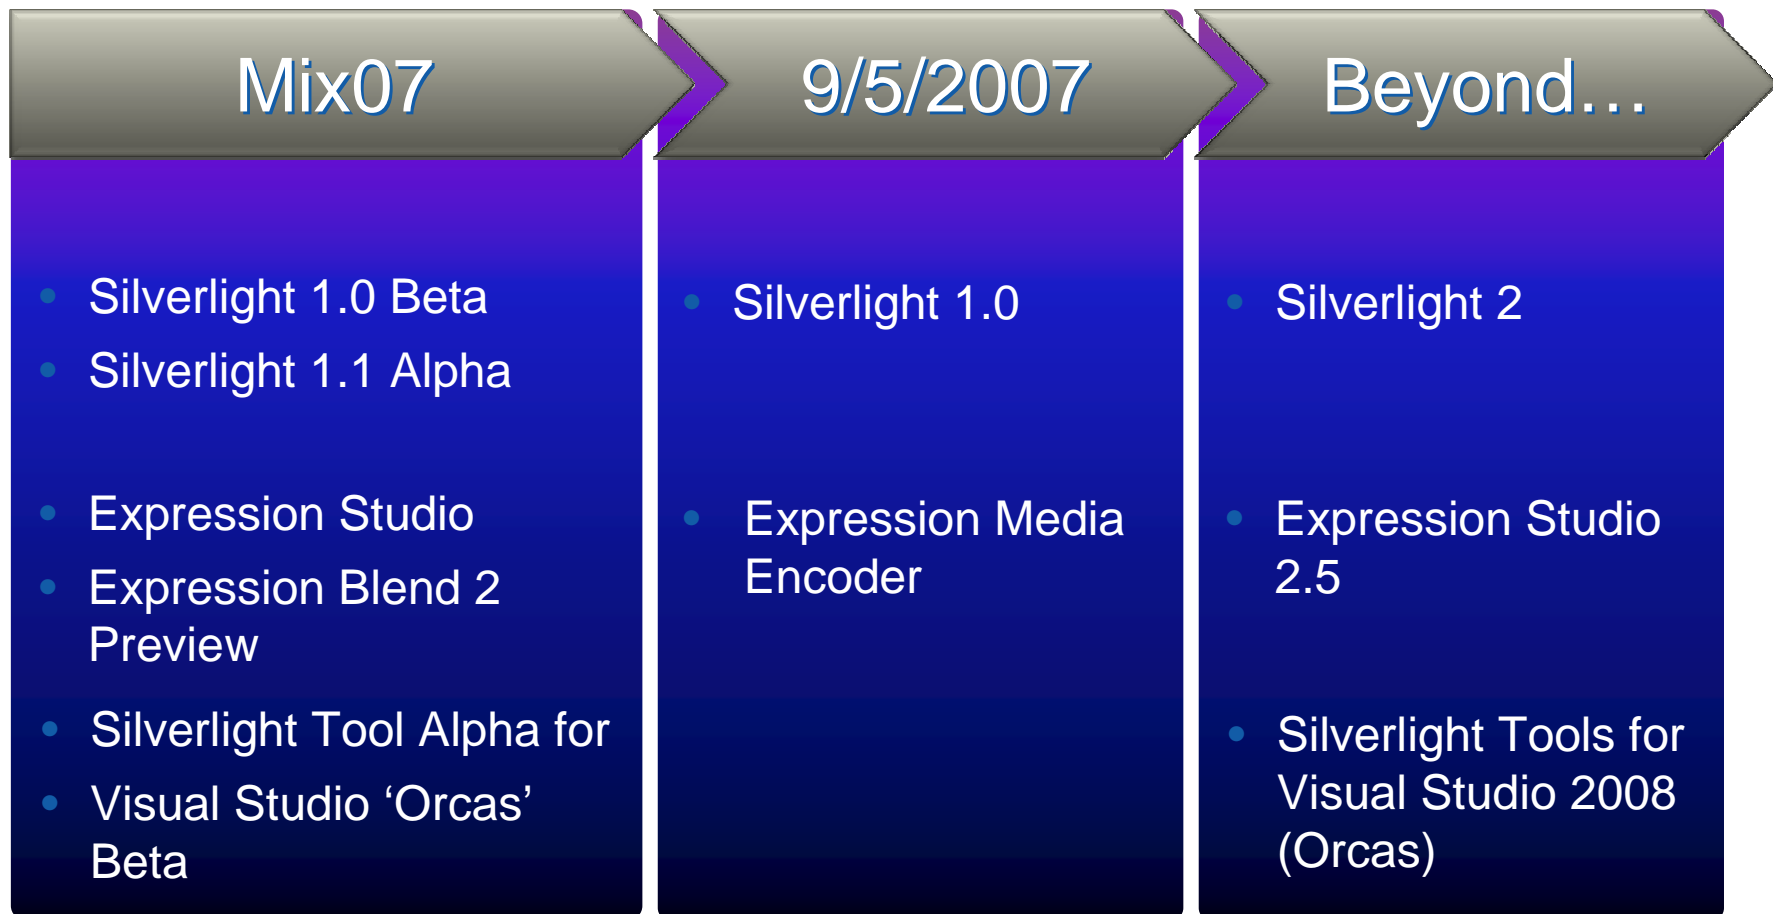 Mix07
Silverlight 1.0 Beta
Silverlight 1.1 Alpha
Expression Studio
Expression Blend 2
Preview
Silverlight Tool Alpha for
Visual Studio ‘Orcas’
Beta
9/5/2007
Silverlight 1.0
Expression Media
Encoder
Beyond…
Silverlight 2
Expression Studio
2.5
Silverlight Tools for
Visual Studio 2008
(Orcas)